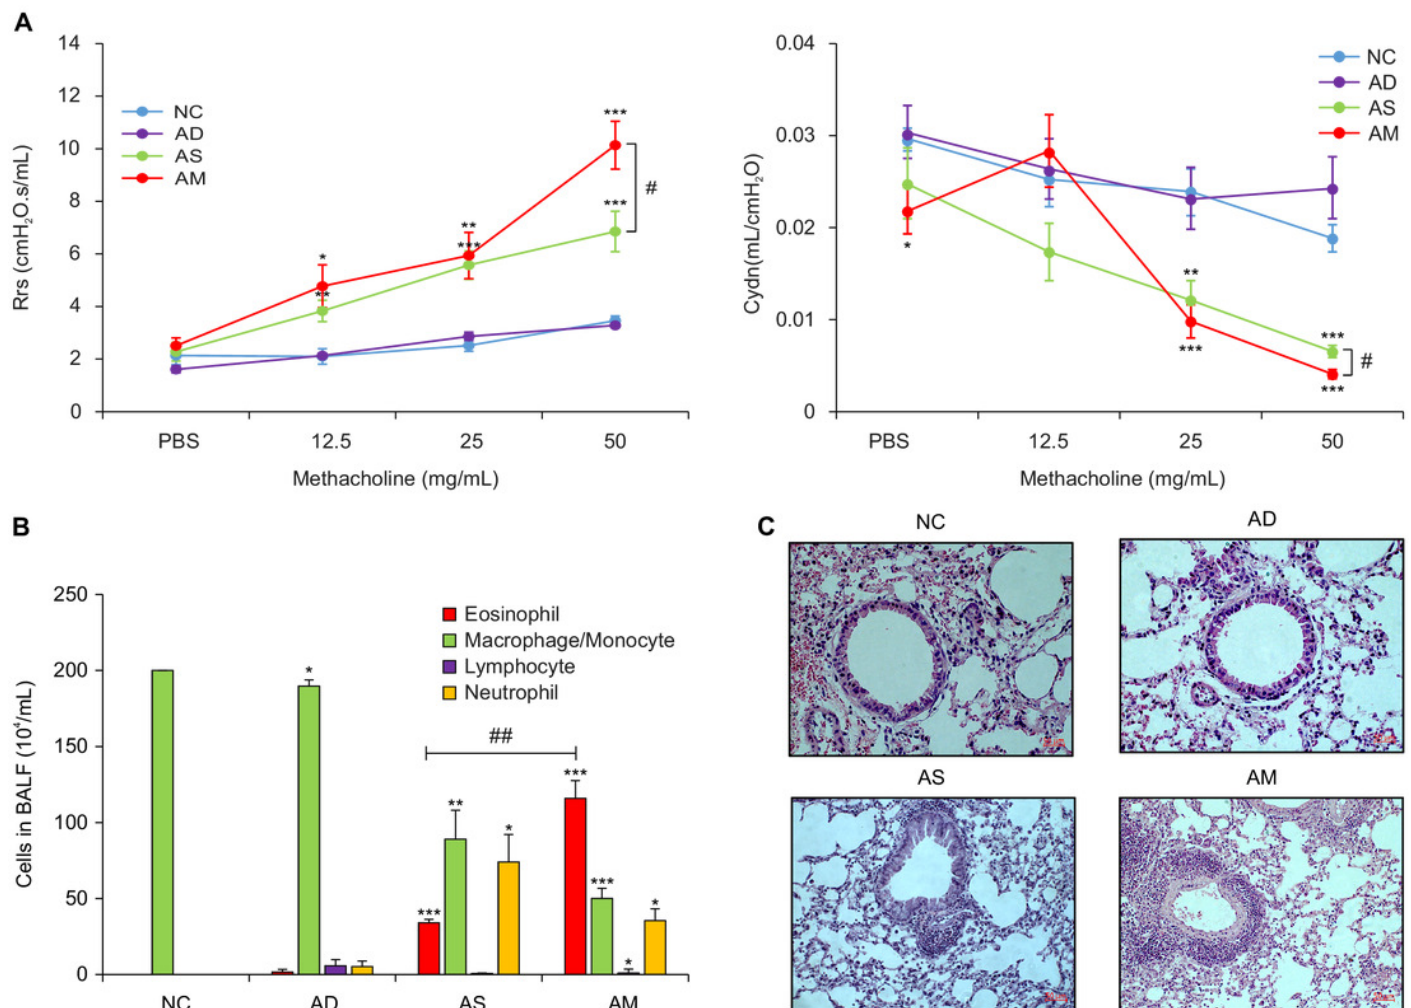 A
14
12
10
8
6
4
2
0
Rrs (cmH₂O.s/mL)
NC
AD
AS
AM
*
**
**
***
***
***
#
PBS 12.5 25 50
Methacholine (mg/mL)
0.04
0.03
0.02
0.01
0
Cydn(mL/cmH₂O)
NC
AD
AS
AM
*
**
***
***
***
#
PBS 12.5 25 50
Methacholine (mg/mL)
B
250
200
150
100
50
0
Cells in BALF (10⁴/mL)
Eosinophil
Macrophage/Monocyte
Lymphocyte
Neutrophil
*
##
***
**
*
***
***
*
*
NC AD AS AM
C
NC AD
AS AM